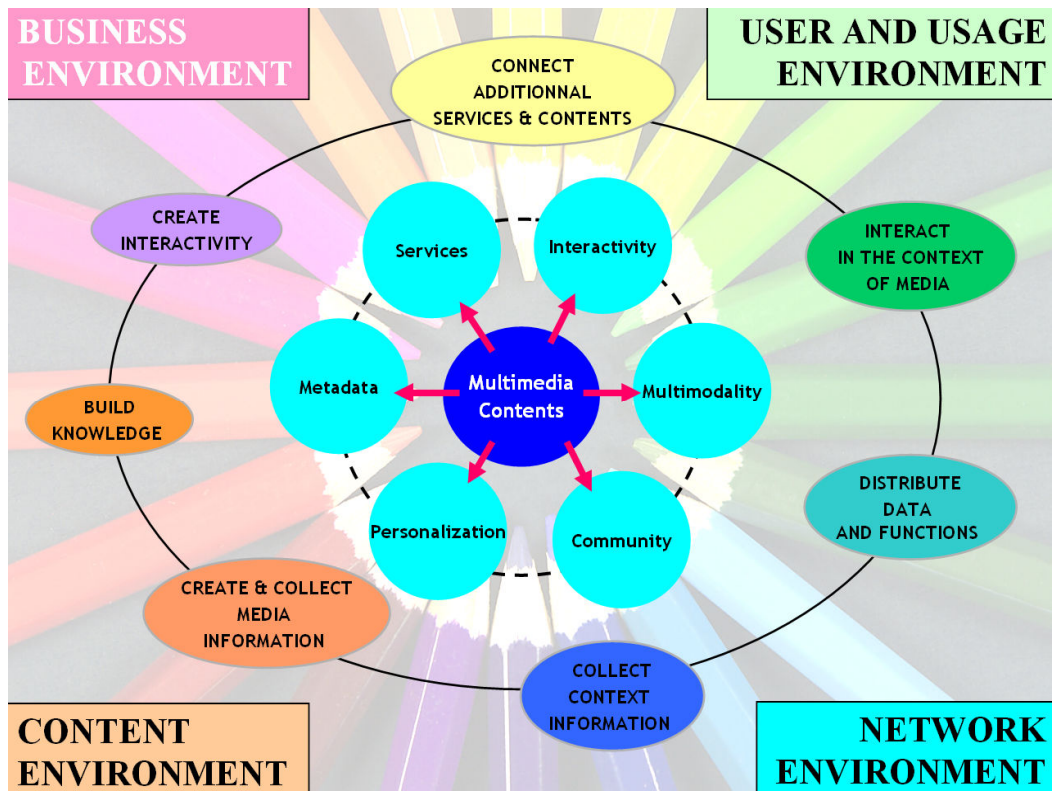 BUSINESS
ENVIRONMENT
USER AND USAGE
ENVIRONMENT
CONNECT
ADDITIONNAL
SERVICES & CONTENTS
CREATE
INTERACTIVITY
INTERACT
IN THE CONTEXT
OF MEDIA
Services
Interactivity
Metadata
Multimedia
Contents
Multimodality
BUILD
KNOWLEDGE
Personalization
Community
DISTRIBUTE
DATA
AND FUNCTIONS
CREATE & COLLECT
MEDIA
INFORMATION
COLLECT
CONTEXT
INFORMATION
CONTENT
ENVIRONMENT
NETWORK
ENVIRONMENT